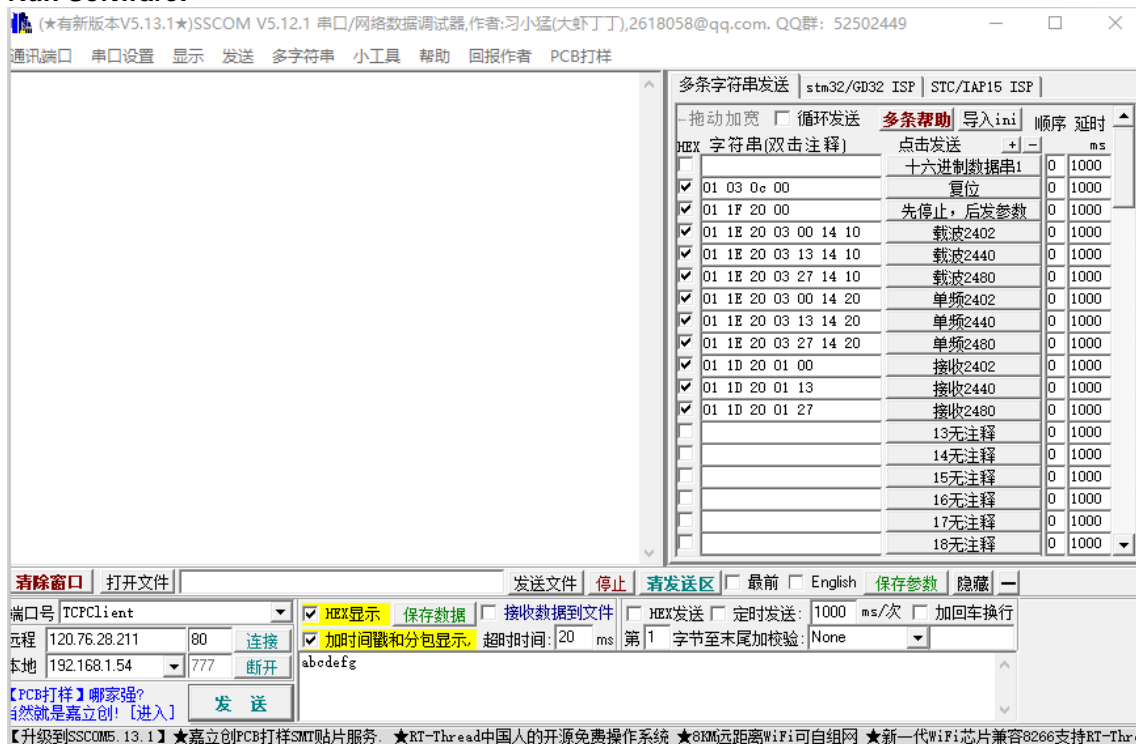 Run Software:
(★有新版本V5.13.1★)SSCOM V5.12.1 串口/网络数据调试器,作者:习小猛(大虾丁丁),2618058@qq.com. QQ群: 52502449
通讯端口 串口设置 显示 发送 多字符串 小工具 帮助 回报作者 PCB打样
多条字符串发送 stm32/GD32 ISP STC/IAP15 ISP
拖动加宽 循环发送 多条帮助 导入ini 顺序 延时
HEX 字符串(双击注释) 点击发送 + - ms
十六进制数据串1 0 1000
01 03 0c 00 复位 0 1000
01 1F 20 00 先停止，后发参数 0 1000
01 1E 20 03 00 14 10 载波2402 0 1000
01 1E 20 03 13 14 10 载波2440 0 1000
01 1E 20 03 27 14 10 载波2480 0 1000
01 1E 20 03 00 14 20 单频2402 0 1000
01 1E 20 03 13 14 20 单频2440 0 1000
01 1E 20 03 27 14 20 单频2480 0 1000
01 1D 20 01 00 接收2402 0 1000
01 1D 20 01 13 接收2440 0 1000
01 1D 20 01 27 接收2480 0 1000
13无注释 0 1000
14无注释 0 1000
15无注释 0 1000
16无注释 0 1000
17无注释 0 1000
18无注释 0 1000
清除窗口 打开文件 发送文件 停止 清发送区 最前 English 保存参数 隐藏 —
端口号 TCPClient HEX显示 保存数据 接收数据到文件 HEX发送 定时发送: 1000 ms/次 加回车换行
远程 120.76.28.211 80 连接 加时间戳和分包显示, 超时时间: 20 ms 第 1 字节至末尾加校验: None
本地 192.168.1.54 777 断开 abcdefg
【PCB打样】哪家强?
当然就是嘉立创! [进入] 发 送
【升级到SSCOM5.13.1】★嘉立创PCB打样SMT贴片服务. ★RT-Thread中国人的开源免费操作系统 ★8KM远距离WiFi可自组网 ★新一代WiFi芯片兼容8266支持RT-Thr